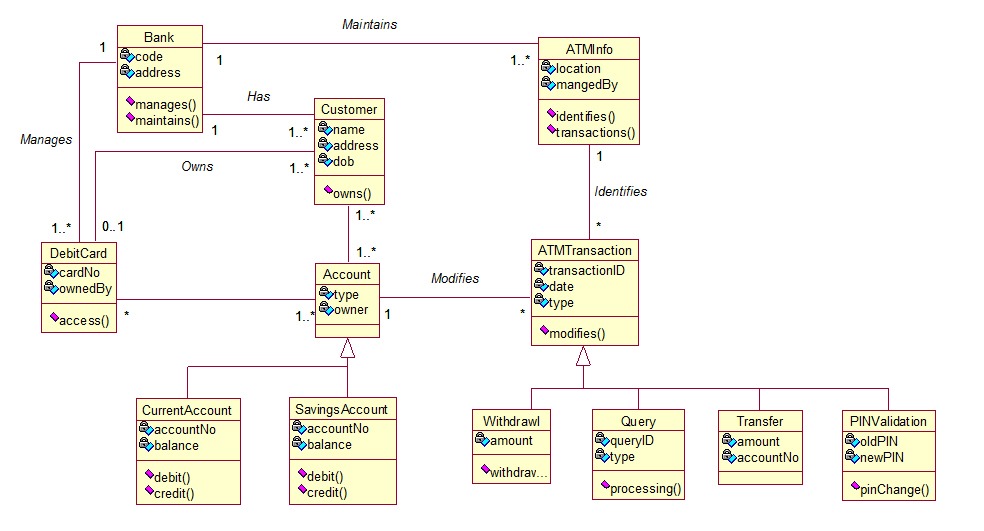 Maintains
Bank
code
address
manages()
maintains()
1
1
1..*
ATMInfo
location
mangedBy
identifies()
transactions()
Has
1
1..*
Customer
name
address
dob
owns()
Manages
Owns
1..*
1
Identifies
1..*
0..1
1..*
*
DebitCard
cardNo
ownedBy
access()
1..*
Account
type
owner
Modifies
ATMTransaction
transactionID
date
type
modifies()
*
1..*
1
*
CurrentAccount
accountNo
balance
debit()
credit()
SavingsAccount
accountNo
balance
debit()
credit()
Withdrawl
amount
withdraw...
Query
queryID
type
processing()
Transfer
amount
accountNo
PINValidation
oldPIN
newPIN
pinChange()